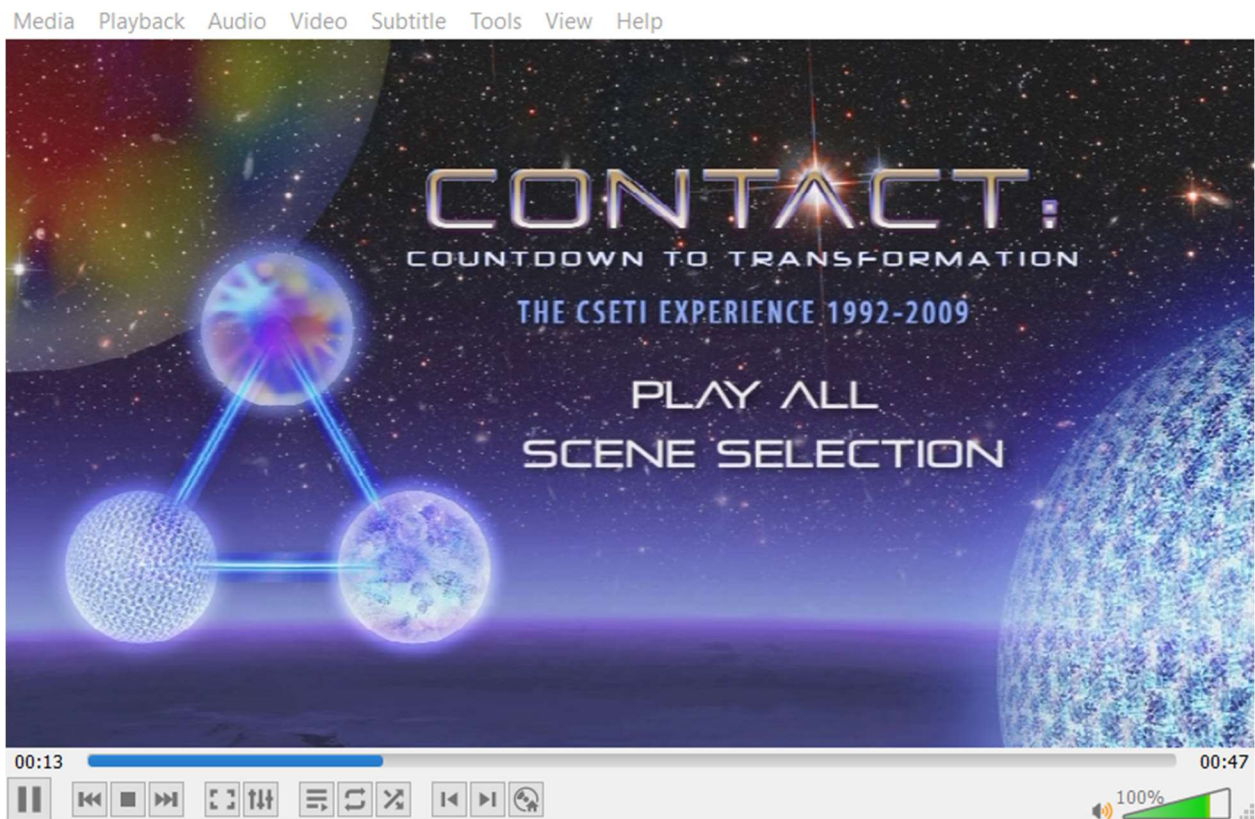 Media Playback Audio Video Subtitle Tools View Help
CONTACT:
COUNTDOWN TO TRANSFORMATION
THE CSETI EXPERIENCE 1992-2009
PLAY ALL
SCENE SELECTION
00:13 00:47
100%